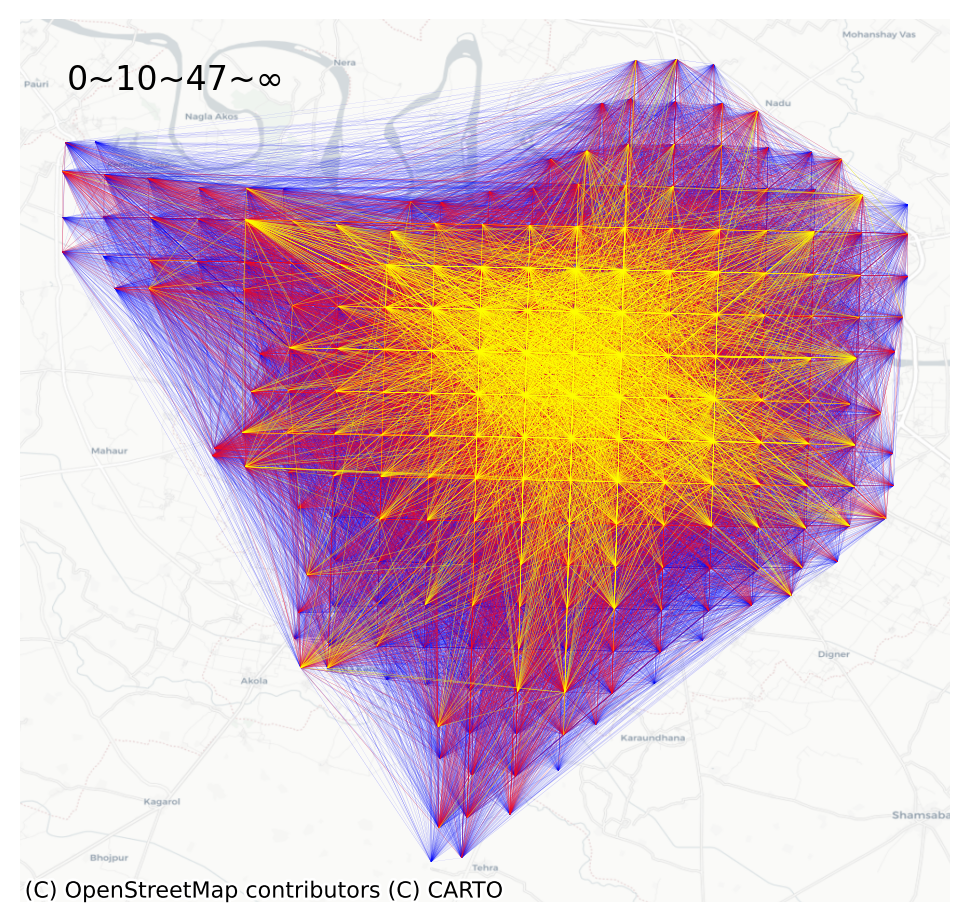 Mohanshay Vas
Nera
0~10~47~∞
Pauri
Nadu
Nagla Akos
Mahaur
Digner
Akola
Karaundhana
Kagarol
Shamsaba
Bhojpur
Tehra
(C) OpenStreetMap contributors (C) CARTO